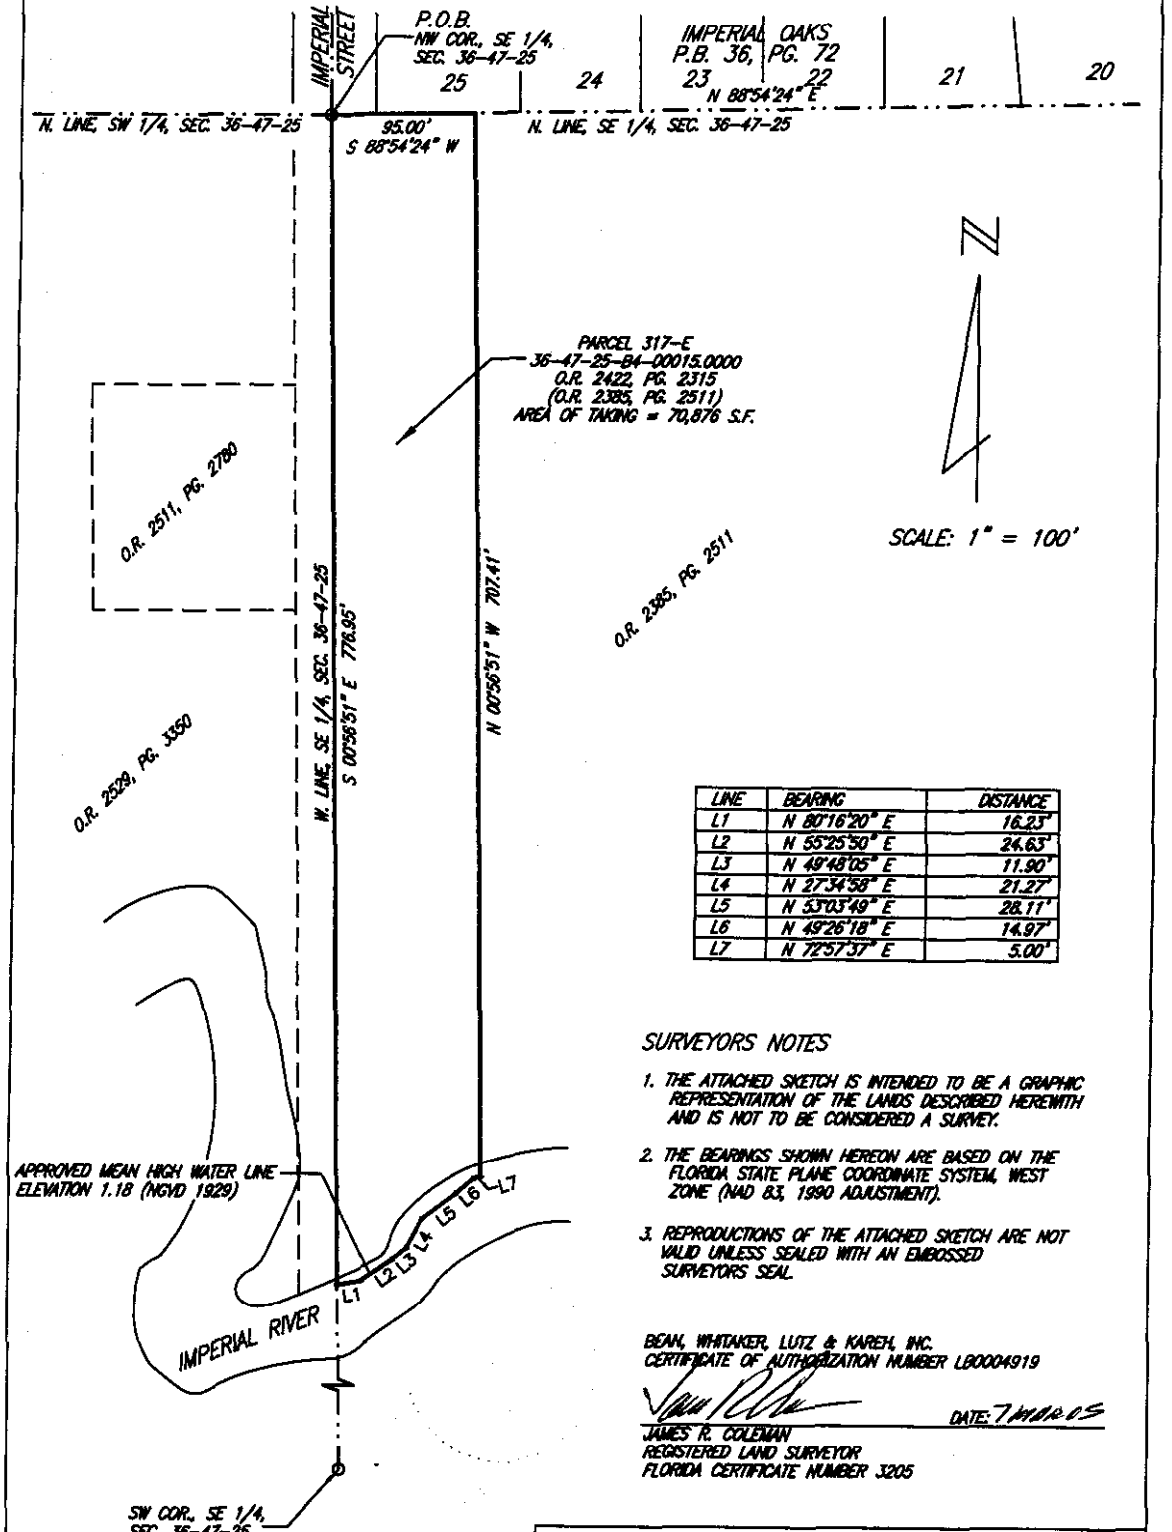 IMPERIAL
STREET
P.O.B.
NW COR., SE 1/4,
SEC. 36-47-25
IMPERIAL OAKS
P.B. 36, PG. 72
25
24
23
22
21
20
N 88°54'24" E
N. LINE, SW 1/4, SEC. 36-47-25
95.00'
S 88°54'24" W
N. LINE, SE 1/4, SEC. 36-47-25
N
PARCEL 317-E
36-47-25-B4-00015.0000
O.R. 2422, PG. 2315
(O.R. 2385, PG. 2511)
AREA OF TAKING = 70,876 S.F.
O.R. 2511, PG. 2780
SCALE: 1" = 100'
O.R. 2385, PG. 2511
W. LINE, SE 1/4, SEC. 36-47-25
S 00°56'51" E 776.95'
N 00°56'51" W 707.41'
O.R. 2529, PG. 3350
LINE BEARING DISTANCE
L1 N 80°16'20" E 16.23'
L2 N 55°25'50" E 24.63'
L3 N 49°48'05" E 11.90'
L4 N 27°34'58" E 21.27'
L5 N 53°03'49" E 28.11'
L6 N 49°26'18" E 14.97'
L7 N 72°57'37" E 5.00'
SURVEYORS NOTES
1. THE ATTACHED SKETCH IS INTENDED TO BE A GRAPHIC
REPRESENTATION OF THE LANDS DESCRIBED HEREWITH
AND IS NOT TO BE CONSIDERED A SURVEY.
2. THE BEARINGS SHOWN HEREON ARE BASED ON THE
FLORIDA STATE PLANE COORDINATE SYSTEM, WEST
ZONE (NAD 83, 1990 ADJUSTMENT).
3. REPRODUCTIONS OF THE ATTACHED SKETCH ARE NOT
VALID UNLESS SEALED WITH AN EMBOSSED
SURVEYORS SEAL.
APPROVED MEAN HIGH WATER LINE
ELEVATION 1.18 (NGVD 1929)
L1
L2
L3
L4
L5
L6
L7
IMPERIAL RIVER
BEAN, WHITAKER, LUTZ & KAREH, INC.
CERTIFICATE OF AUTHORIZATION NUMBER LB0004919
DATE: 7 MAR 05
JAMES R. COLEMAN
REGISTERED LAND SURVEYOR
FLORIDA CERTIFICATE NUMBER 3205
SW COR., SE 1/4,
SEC. 36-47-25